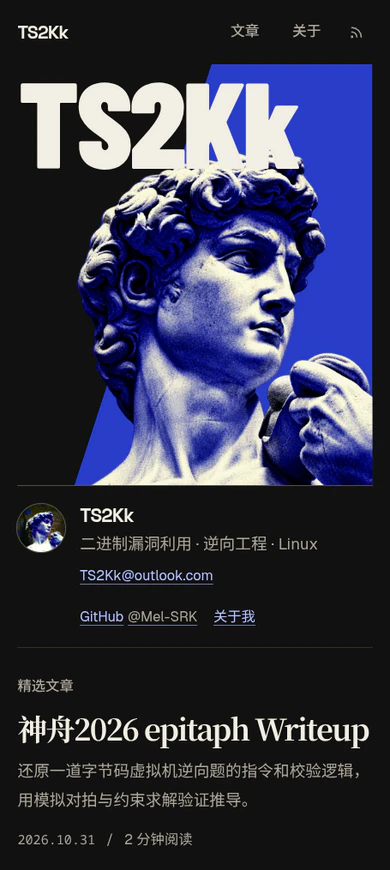 TS2Kk
文章 关于
TS2Kk
TS2Kk
二进制漏洞利用 · 逆向工程 · Linux
TS2Kk@outlook.com
GitHub @Mel-SRK 关于我
精选文章
神舟2026 epitaph Writeup
还原一道字节码虚拟机逆向题的指令和校验逻辑，
用模拟对拍与约束求解验证推导。
2026.10.31 / 2 分钟阅读